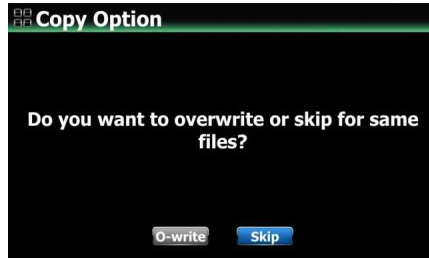 Copy Option
Do you want to overwrite or skip for same
files?
O-write Skip